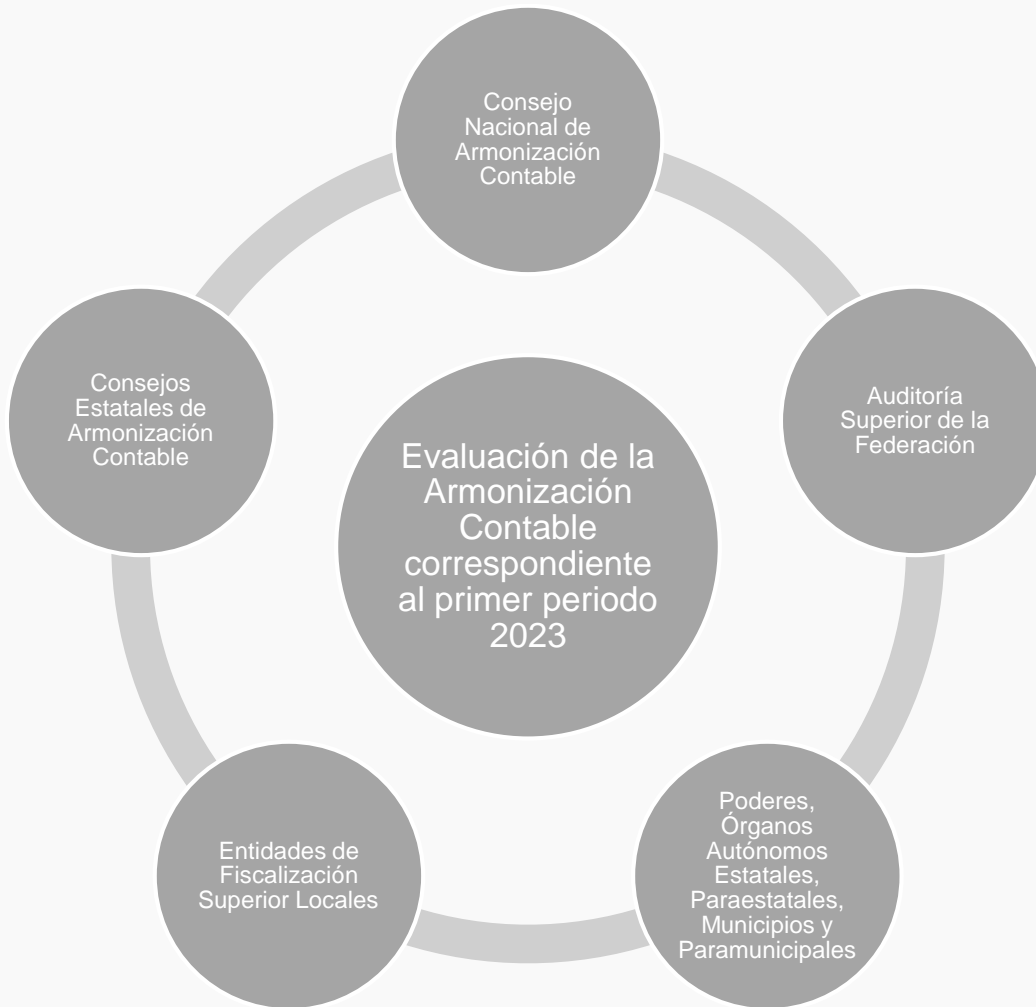 Consejo
Nacional de
Armonización
Contable
Auditoría
Superior de la
Federación
Poderes,
Órganos
Autónomos
Estatales,
Paraestatales,
Municipios y
Paramunicipales
Entidades de
Fiscalización
Superior Locales
Consejos
Estatales de
Armonización
Contable
Evaluación de la
Armonización
Contable
correspondiente
al primer periodo
2023